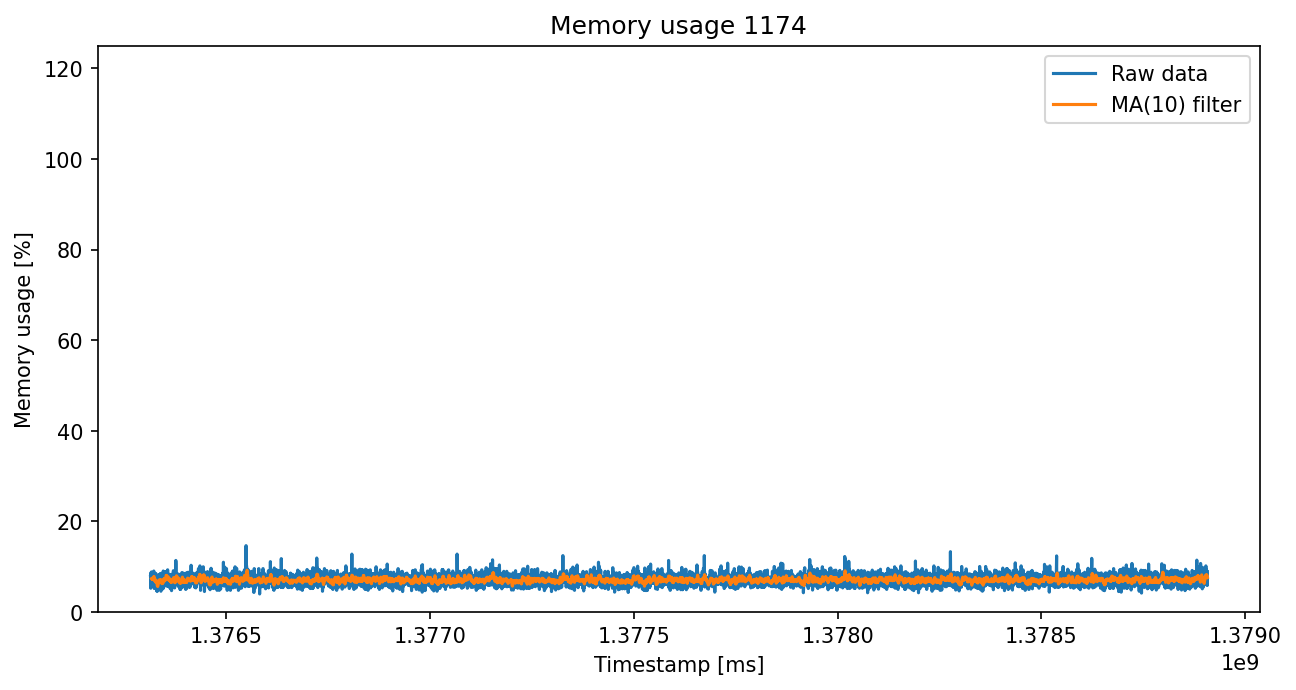 Memory usage 1174
Raw data
MA(10) filter
Memory usage [%]
120
100
80
60
40
20
0
1.3765 1.3770 1.3775 1.3780 1.3785 1.3790
1e9
Timestamp [ms]